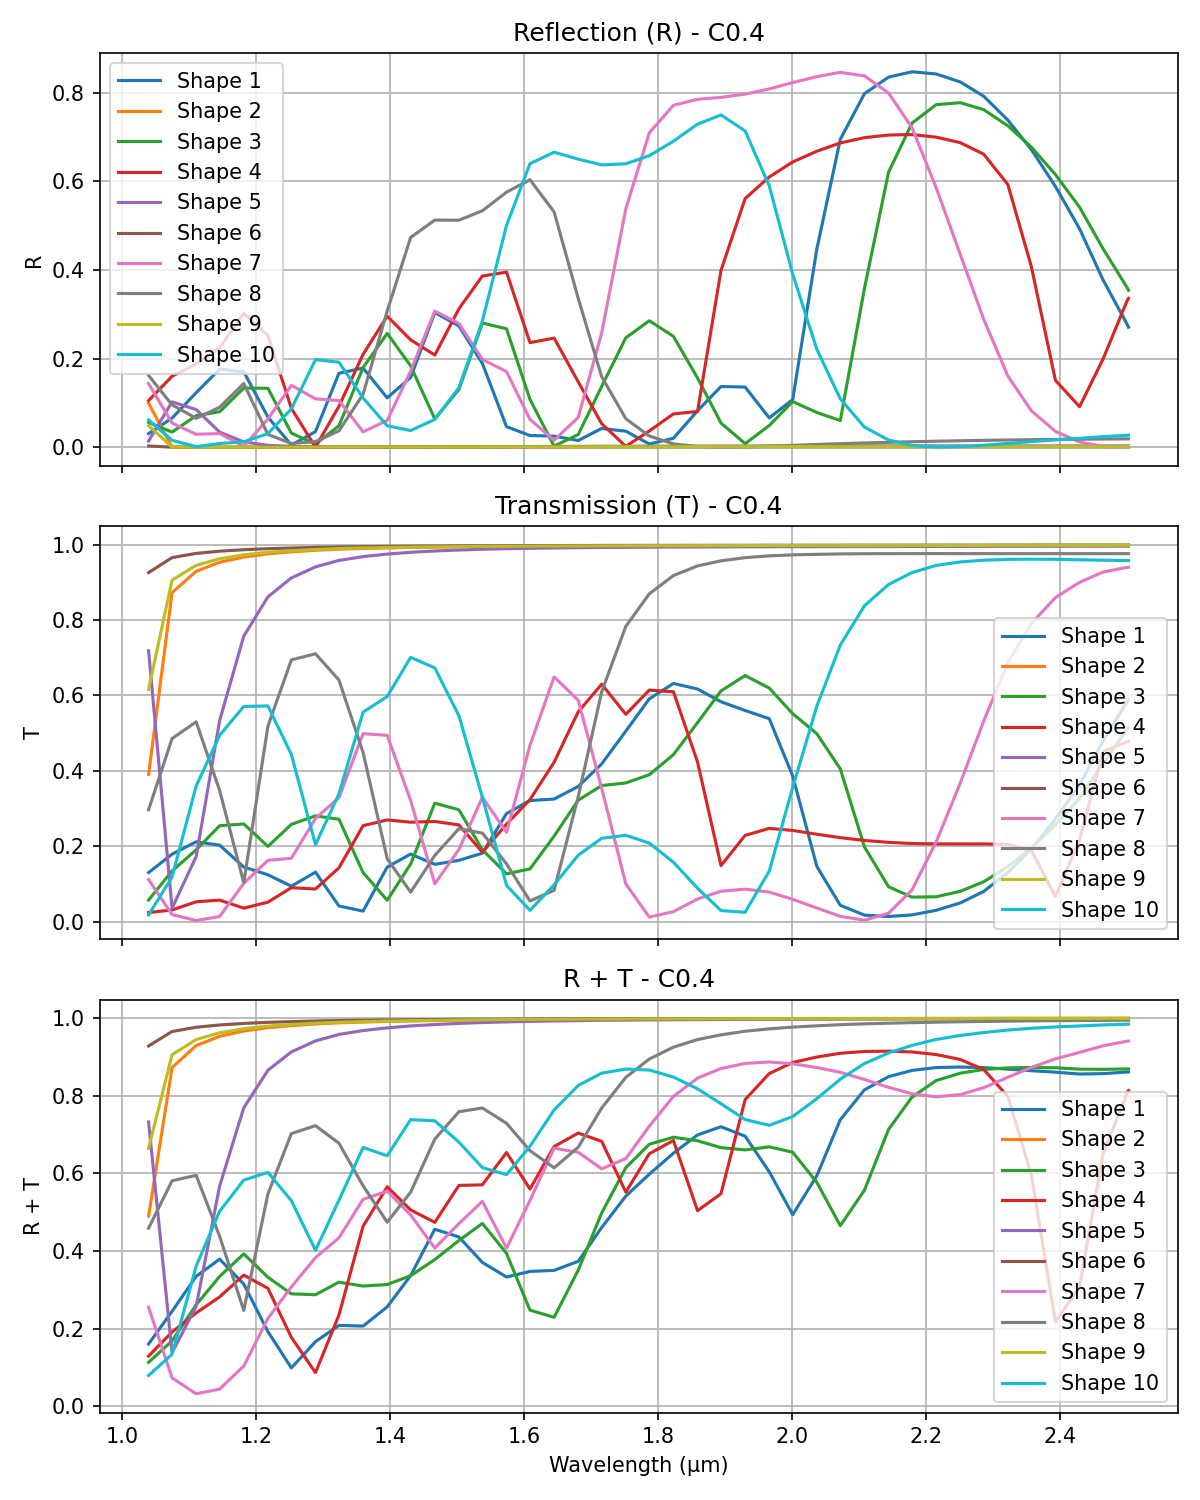 Reflection (R) - C0.4
R
0.8
0.6
0.4
0.2
0.0
Shape 1
Shape 2
Shape 3
Shape 4
Shape 5
Shape 6
Shape 7
Shape 8
Shape 9
Shape 10
Transmission (T) - C0.4
T
1.0
0.8
0.6
0.4
0.2
0.0
Shape 1
Shape 2
Shape 3
Shape 4
Shape 5
Shape 6
Shape 7
Shape 8
Shape 9
Shape 10
R + T - C0.4
R + T
1.0
0.8
0.6
0.4
0.2
0.0
Shape 1
Shape 2
Shape 3
Shape 4
Shape 5
Shape 6
Shape 7
Shape 8
Shape 9
Shape 10
1.0 1.2 1.4 1.6 1.8 2.0 2.2 2.4
Wavelength (μm)